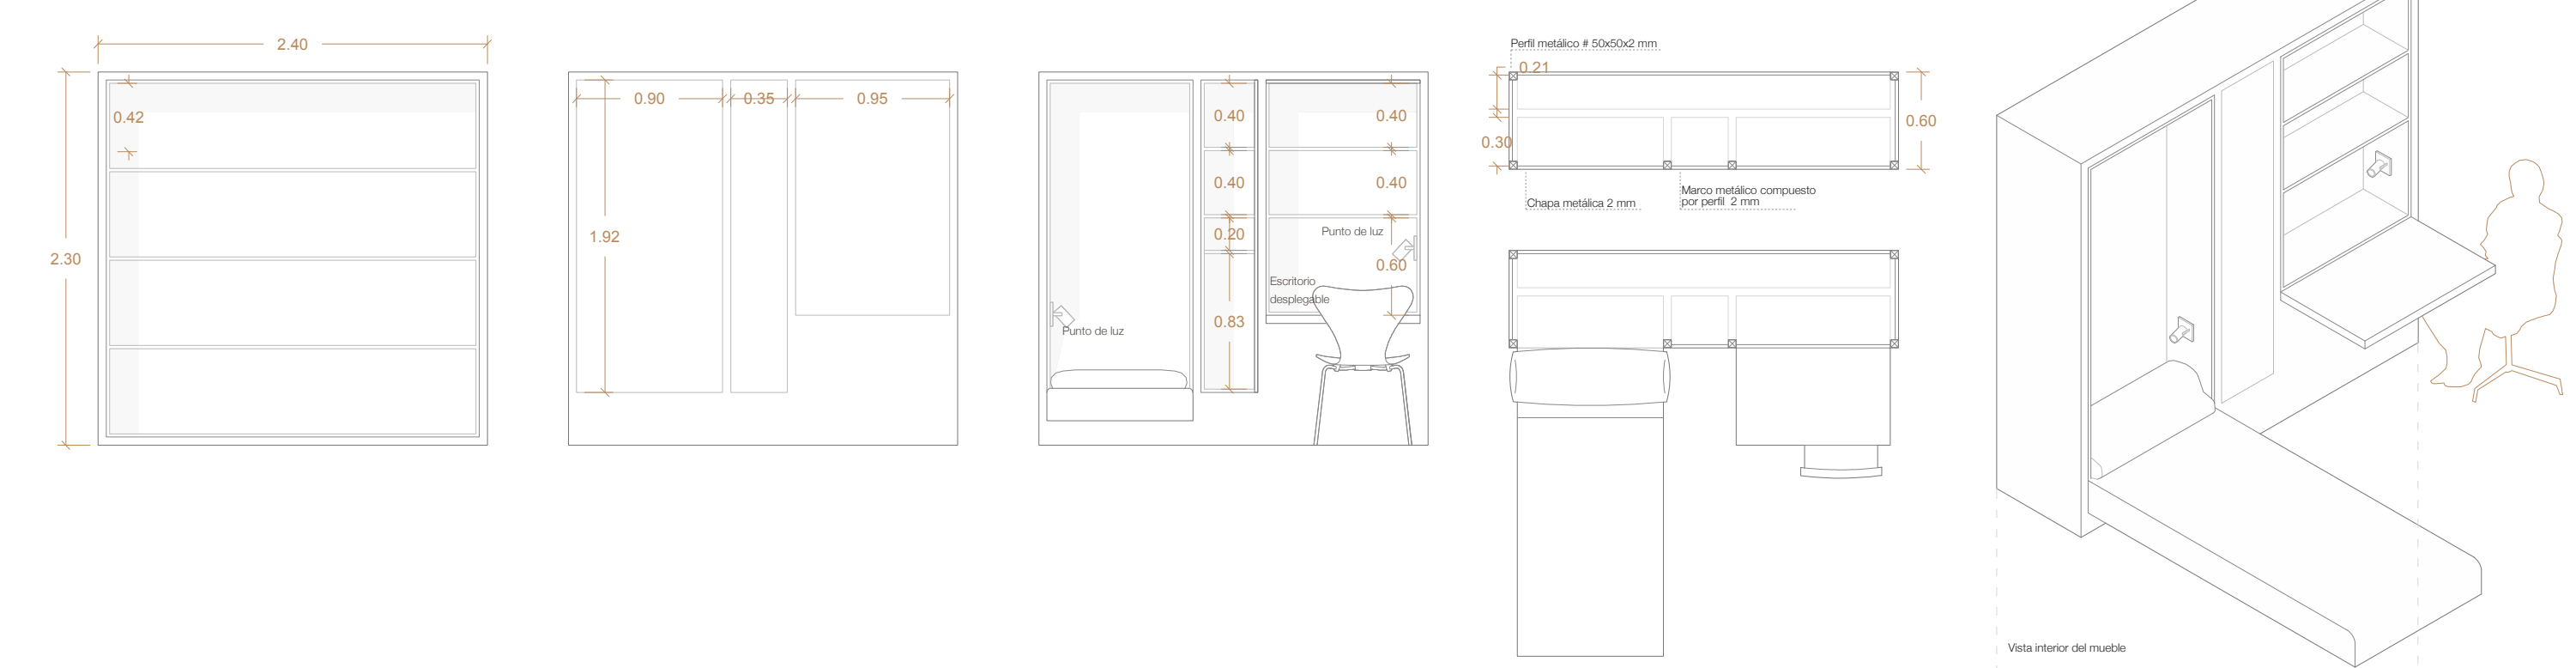 2.40
0.42
2.30
0.90
0.35
0.95
1.92
0.40
0.40
0.40
0.40
0.20
Punto de luz
0.60
Escritorio
desplegable
0.83
Punto de luz
Perfil metálico # 50x50x2 mm
0.21
0.60
0.30
Chapa metálica 2 mm
Marco metálico compuesto
por perfil 2 mm
Vista interior del mueble